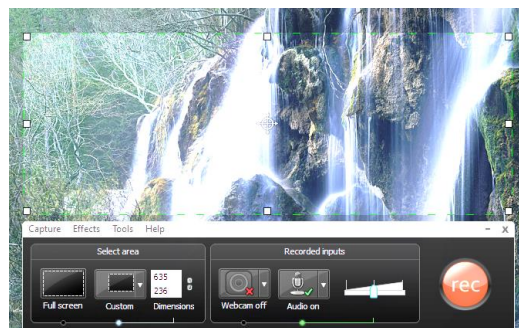 Capture Effects Tools Help
Select area
Recorded inputs
635
236
Full screen
Custom
Dimensions
Webcam off
Audio on
rec